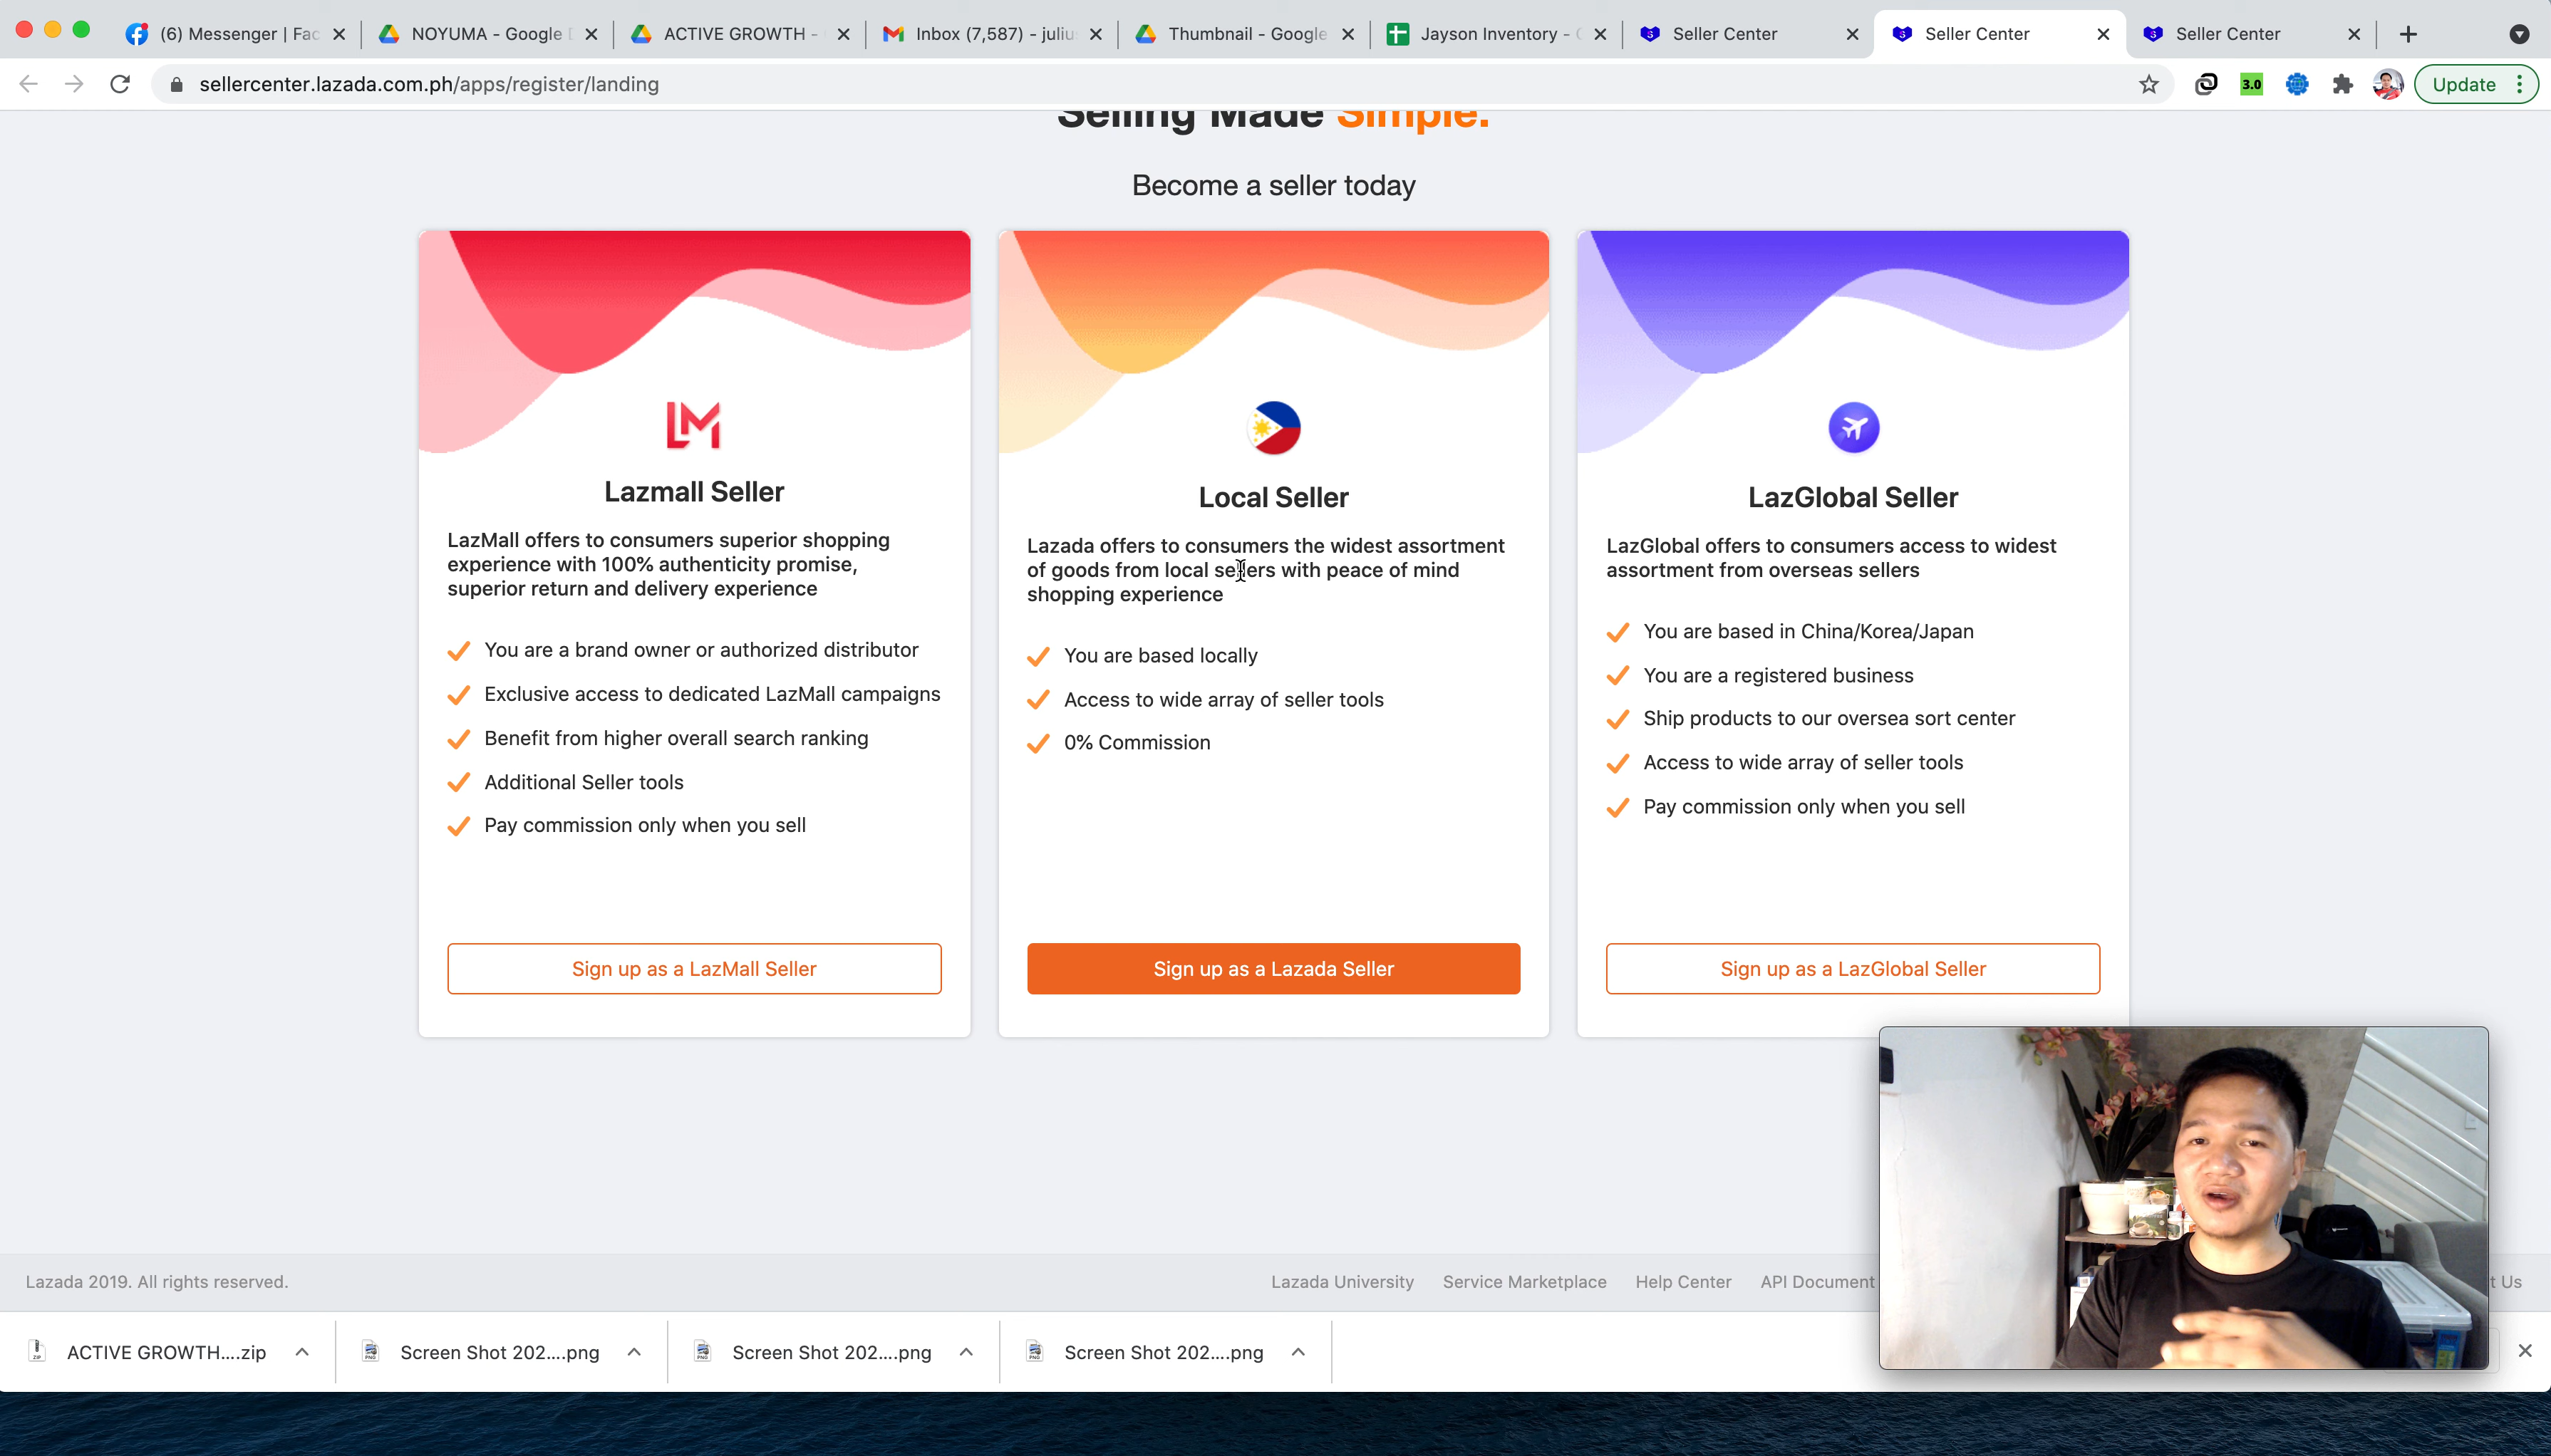 (6) Messenger | Fac
NOYUMA - Google D
ACTIVE GROWTH -
Inbox (7,587) - juliu
Thumbnail - Google
Jayson Inventory - G
Seller Center
Seller Center
Seller Center
sellercenter.lazada.com.ph/apps/register/landing
3.0
Update
Selling Made Simple.
Become a seller today
LM
Lazmall Seller
LazMall offers to consumers superior shopping
experience with 100% authenticity promise,
superior return and delivery experience
You are a brand owner or authorized distributor
Exclusive access to dedicated LazMall campaigns
Benefit from higher overall search ranking
Additional Seller tools
Pay commission only when you sell
Sign up as a LazMall Seller
Local Seller
Lazada offers to consumers the widest assortment
of goods from local sellers with peace of mind
shopping experience
You are based locally
Access to wide array of seller tools
0% Commission
Sign up as a Lazada Seller
LazGlobal Seller
LazGlobal offers to consumers access to widest
assortment from overseas sellers
You are based in China/Korea/Japan
You are a registered business
Ship products to our oversea sort center
Access to wide array of seller tools
Pay commission only when you sell
Sign up as a LazGlobal Seller
Lazada 2019. All rights reserved.
Lazada University Service Marketplace Help Center API Document t Us
ACTIVE GROWTH....zip
Screen Shot 202....png
Screen Shot 202....png
Screen Shot 202....png